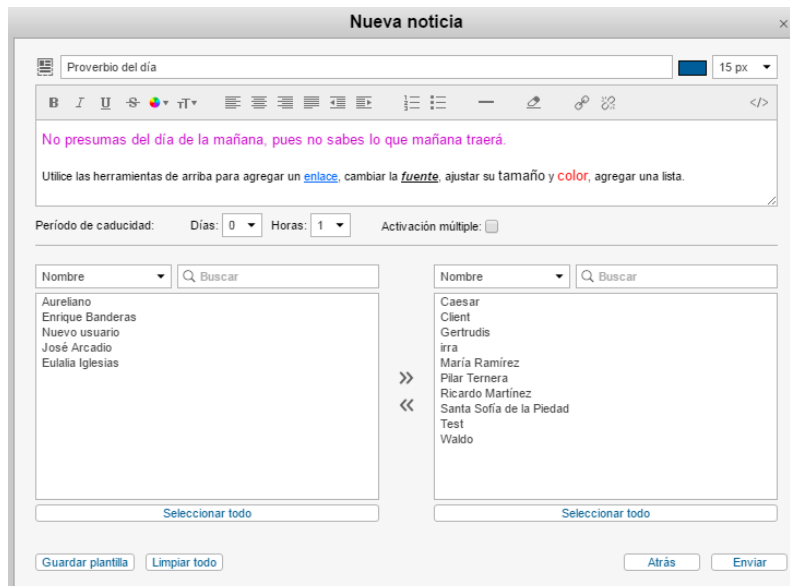 Nueva noticia
Proverbio del día
15 px
B I U S T T </>
No presumas del día de la mañana, pues no sabes lo que mañana traerá.
Utilice las herramientas de arriba para agregar un enlace, cambiar la fuente, ajustar su tamaño y color, agregar una lista.
Período de caducidad: Días: 0 Horas: 1 Activación múltiple:
Nombre Buscar
Aureliano
Enrique Banderas
Nuevo usuario
José Arcadio
Eulalia Iglesias
Seleccionar todo
Nombre Buscar
Caesar
Client
Gertrudis
irra
María Ramírez
Pilar Ternera
Ricardo Martínez
Santa Sofía de la Piedad
Test
Waldo
Seleccionar todo
Guardar plantilla Limpiar todo Atrás Enviar